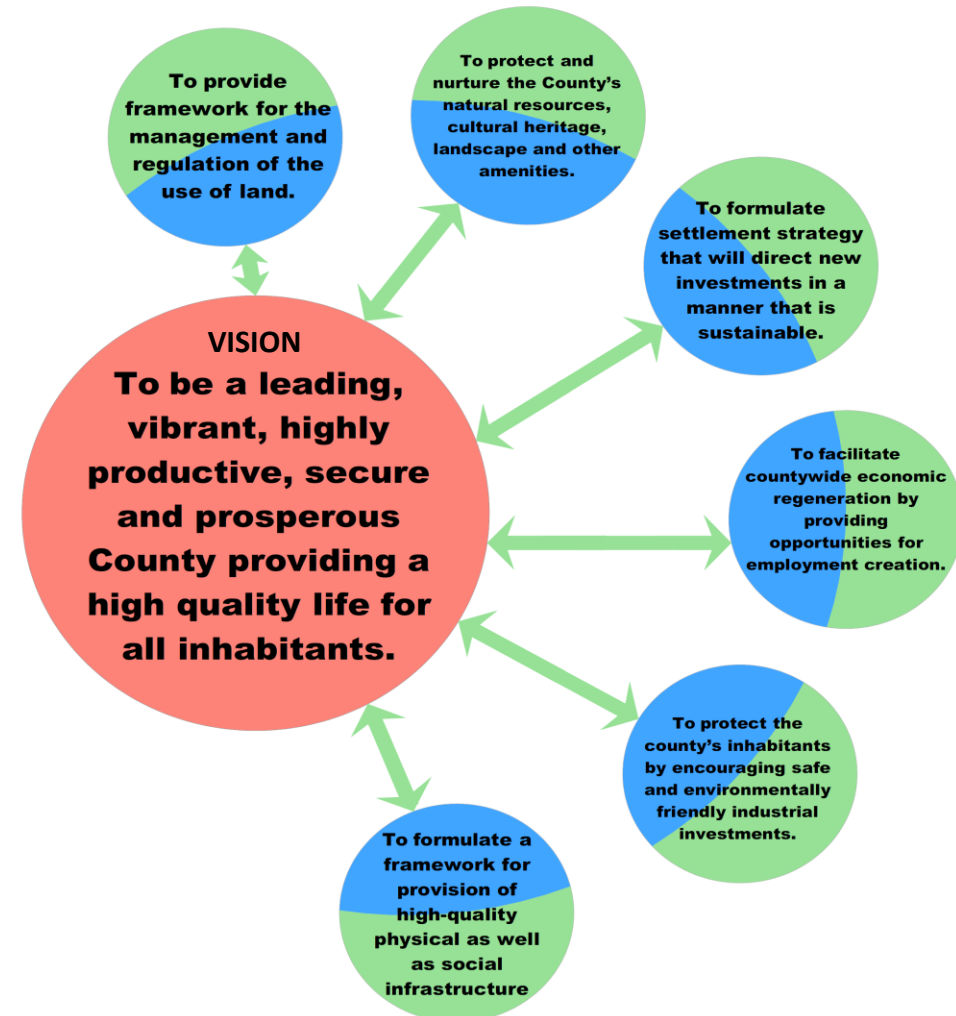 To provide
framework for the
management and
regulation of the
use of land.
To protect and
nurture the County’s
natural resources,
cultural heritage,
landscape and other
amenities.
To formulate
settlement strategy
that will direct new
investments in a
manner that is
sustainable.
VISION
To be a leading,
vibrant, highly
productive, secure
and prosperous
County providing a
high quality life for
all inhabitants.
To facilitate
countywide economic
regeneration by
providing
opportunities for
employment creation.
To protect the
county’s inhabitants
by encouraging safe
and environmentally
friendly industrial
investments.
To formulate a
framework for
provision of
high-quality
physical as well
as social
infrastructure